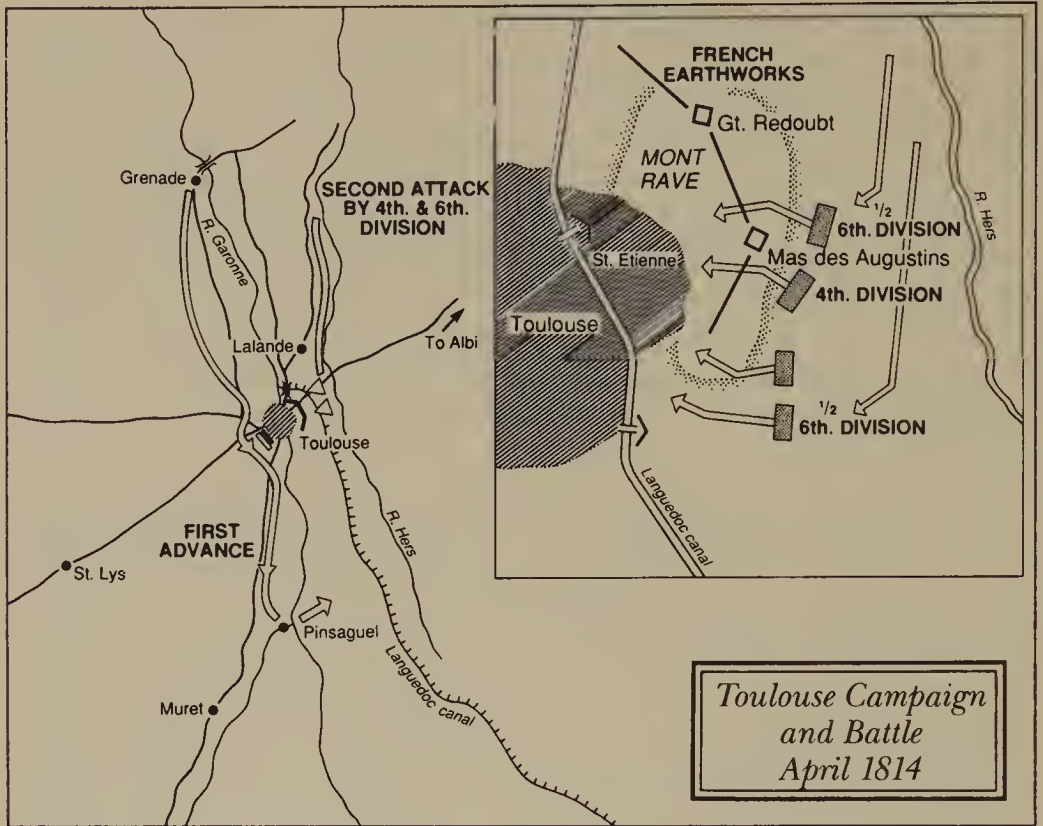 Grenade
R. Garonne
SECOND ATTACK
BY 4th. & 6th.
DIVISION
Lalande
To Albi
Toulouse
FIRST
ADVANCE
St. Lys
R. Hers
Pinsaguel
Languedoc canal
Muret
FRENCH
EARTHWORKS
Gt. Redoubt
MONT
RAVE
1/2
6th. DIVISION
R. Hers
St. Etienne
Mas des Augustins
4th. DIVISION
Toulouse
1/2
6th. DIVISION
Languedoc canal
Toulouse Campaign
and Battle
April 1814